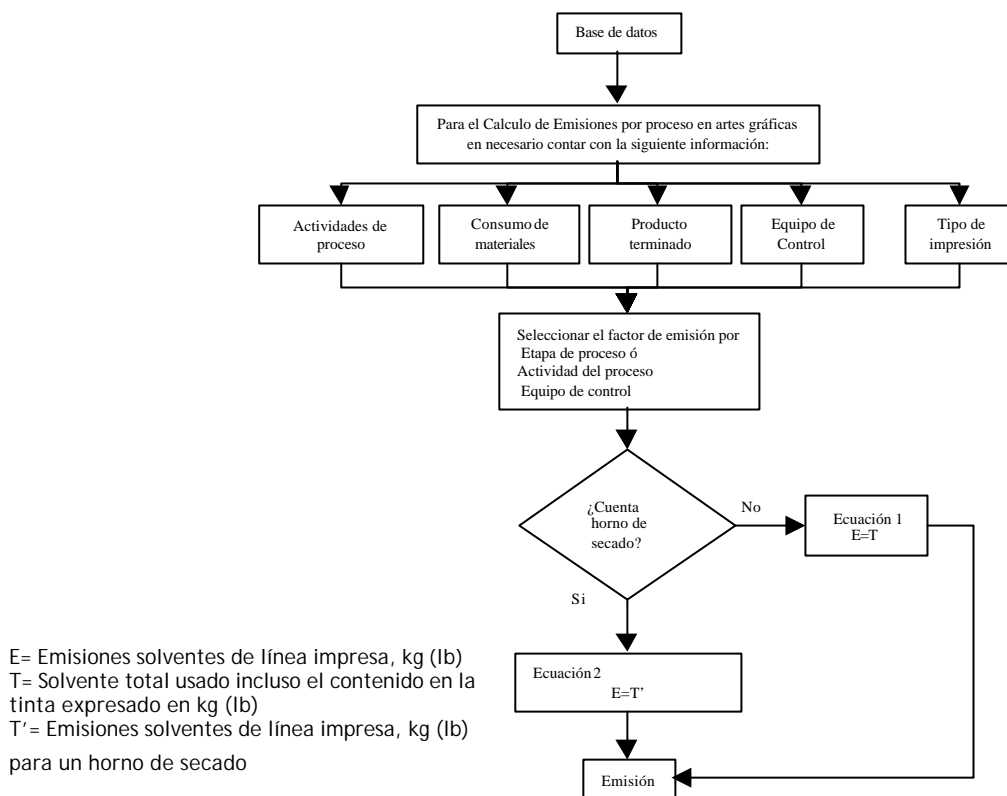 Base de datos
Para el Calculo de Emisiones por proceso en artes gráficas
en necesario contar con la siguiente información:
Actividades de
proceso
Consumo de
materiales
Producto
terminado
Equipo de
Control
Tipo de
impresión
Seleccionar el factor de emisión por
Etapa de proceso ó
Actividad del proceso
Equipo de control
¿Cuenta
horno de
secado?
No
Ecuación 1
E=T
Si
Ecuación 2
E=T’
Emisión
E= Emisiones solventes de línea impresa, kg (lb)
T= Solvente total usado incluso el contenido en la
tinta expresado en kg (lb)
T’= Emisiones solventes de línea impresa, kg (lb)
para un horno de secado